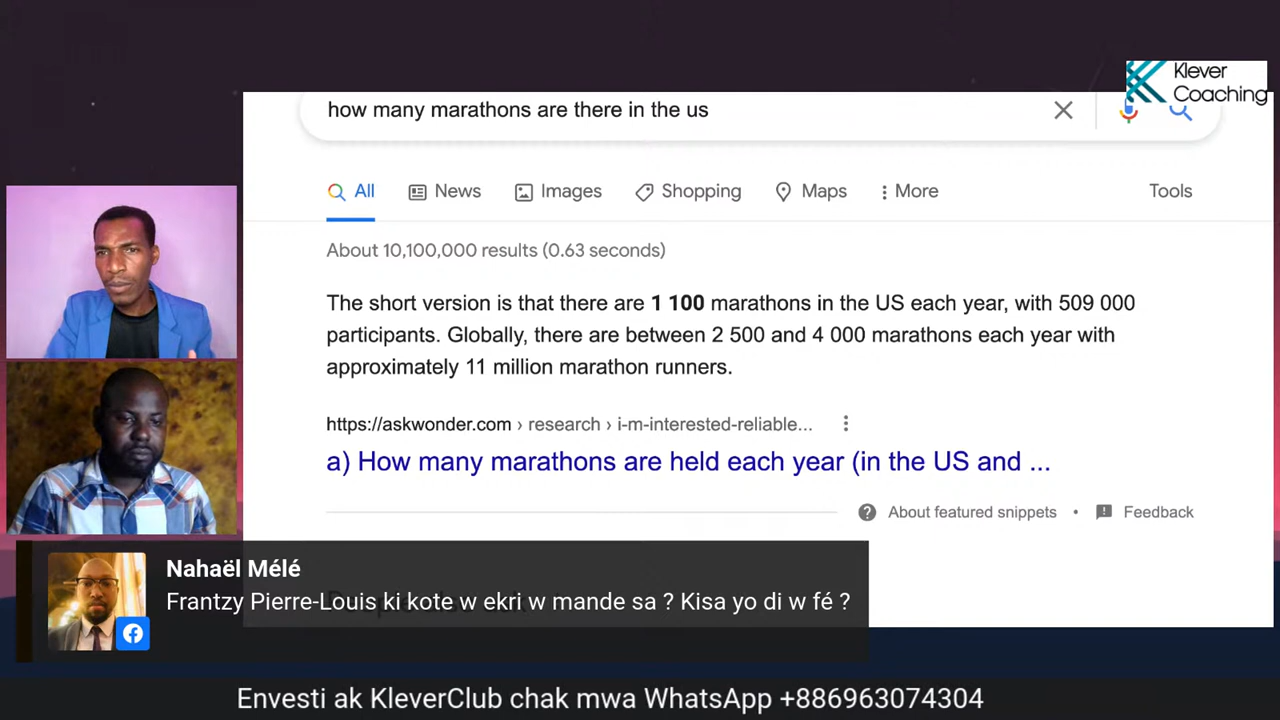 Klever
Coaching
how many marathons are there in the us
All News Images Shopping Maps More Tools
About 10,100,000 results (0.63 seconds)
The short version is that there are 1 100 marathons in the US each year, with 509 000
participants. Globally, there are between 2 500 and 4 000 marathons each year with
approximately 11 million marathon runners.
https://askwonder.com › research › i-m-interested-reliable...
a) How many marathons are held each year (in the US and ...
About featured snippets • Feedback
Nahaël Mélé
Frantzy Pierre-Louis ki kote w ekri w mande sa ? Kisa yo di w fé ?
Envesti ak KleverClub chak mwa WhatsApp +886963074304